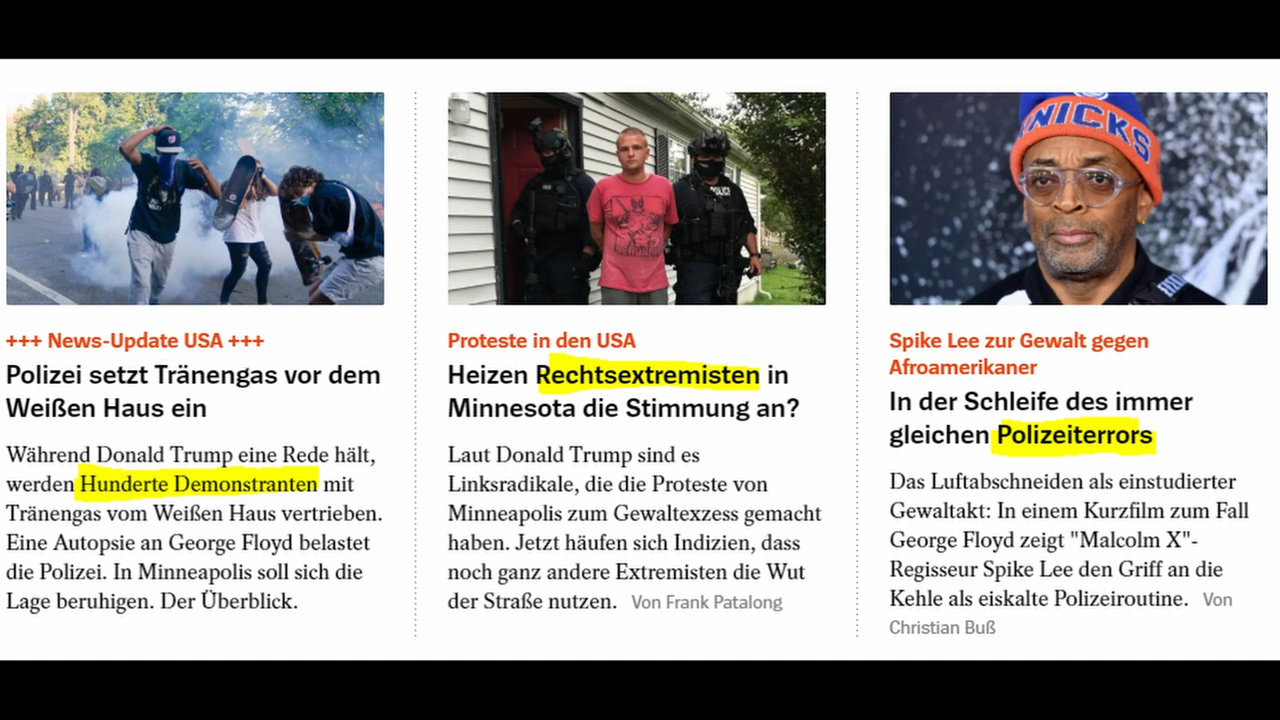 +++ News-Update USA +++
Polizei setzt Tränengas vor dem
Weißen Haus ein
Während Donald Trump eine Rede hält,
werden Hunderte Demonstranten mit
Tränengas vom Weißen Haus vertrieben.
Eine Autopsie an George Floyd belastet
die Polizei. In Minneapolis soll sich die
Lage beruhigen. Der Überblick.
POLICE
Proteste in den USA
Heizen Rechtsextremisten in
Minnesota die Stimmung an?
Laut Donald Trump sind es
Linksradikale, die die Proteste von
Minneapolis zum Gewaltexzess gemacht
haben. Jetzt häufen sich Indizien, dass
noch ganz andere Extremisten die Wut
der Straße nutzen. Von Frank Patalong
KNICKS
Spike Lee zur Gewalt gegen
Afroamerikaner
In der Schleife des immer
gleichen Polizeiterrors
Das Luftabschneiden als einstudierter
Gewaltakt: In einem Kurzfilm zum Fall
George Floyd zeigt "Malcolm X"-
Regisseur Spike Lee den Griff an die
Kehle als eiskalte Polizeiroutine. Von
Christian Buß